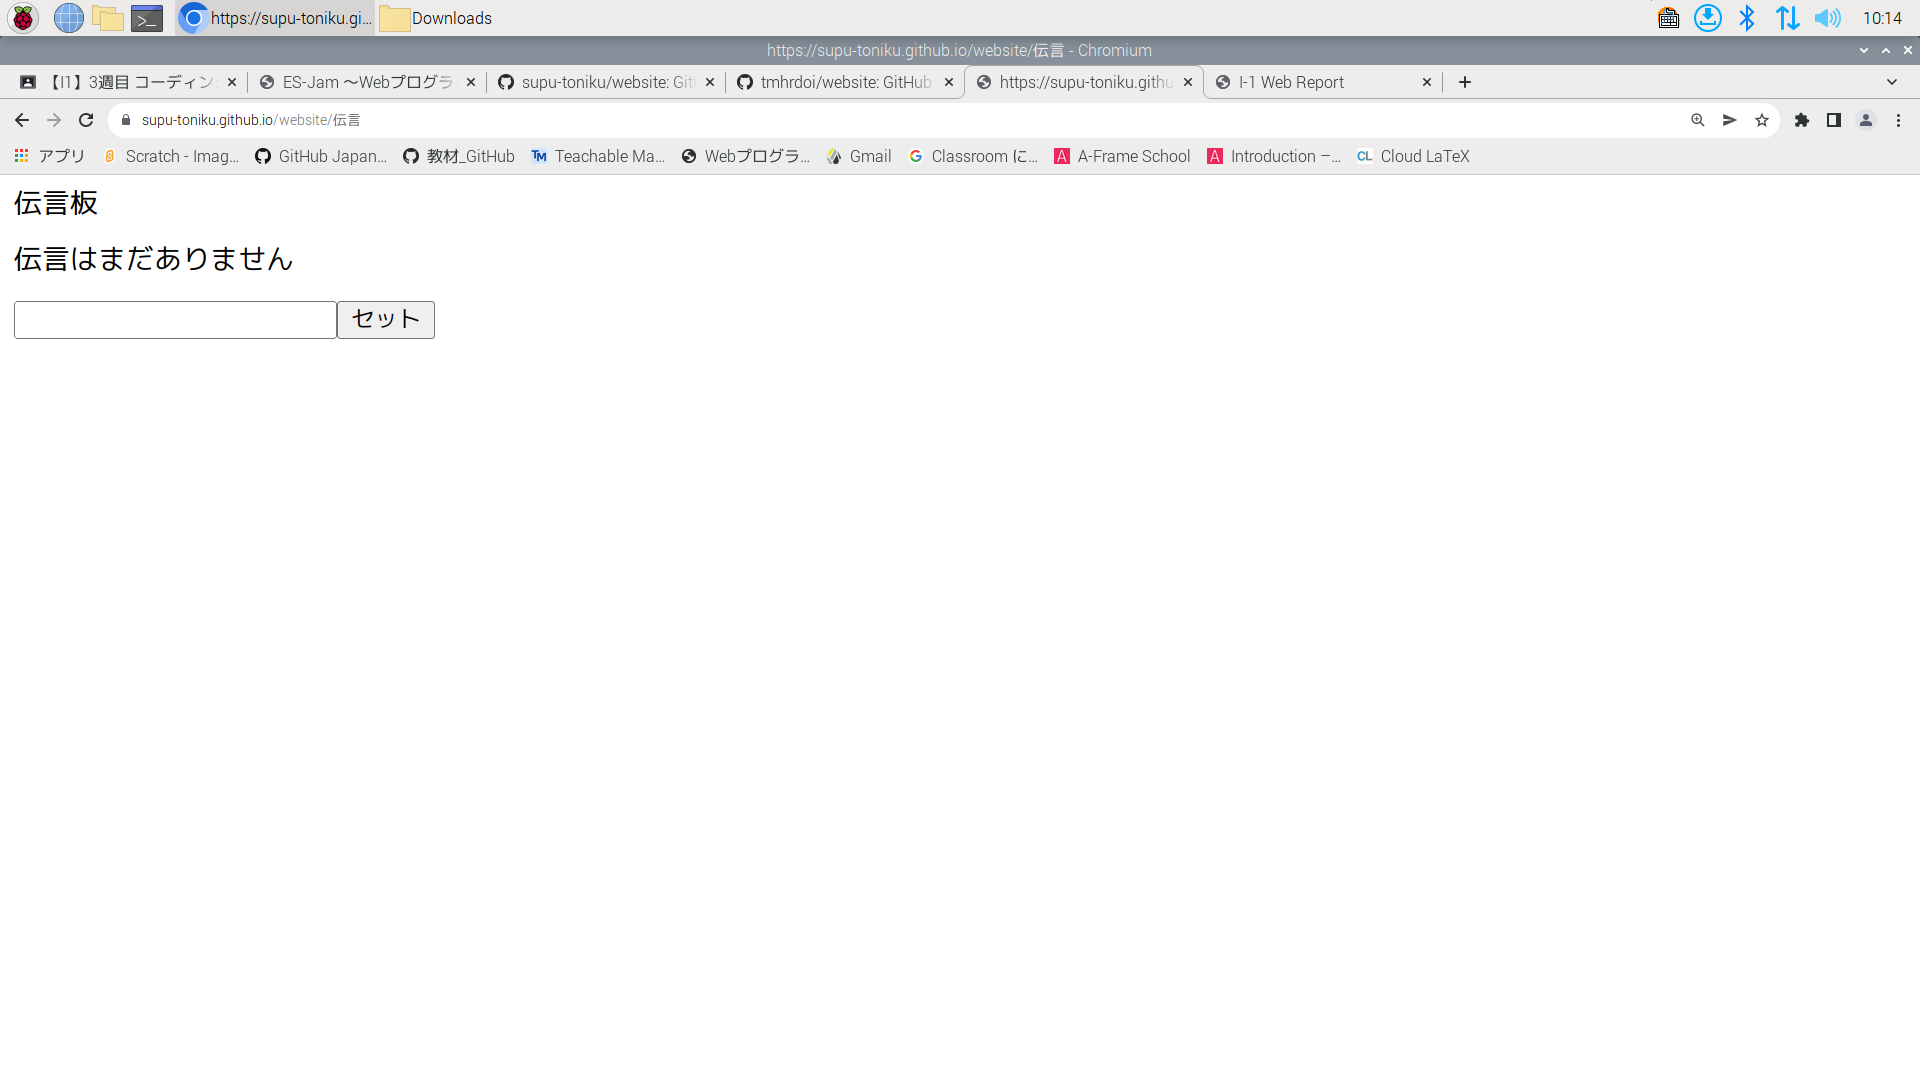 https://supu-toniku.gi... Downloads 10:14
https://supu-toniku.github.io/website/伝言 - Chromium
【I1】3週目 コーディン ES-Jam ～Webプログラ supu-toniku/website: Git tmhrdoi/website: GitHub https://supu-toniku.githu I-1 Web Report
supu-toniku.github.io/website/伝言
アプリ Scratch - Imag... GitHub Japan... 教材_GitHub Teachable Ma... Webプログラ... Gmail Classroom に... A-Frame School Introduction –... Cloud LaTeX
伝言板
伝言はまだありません
セット